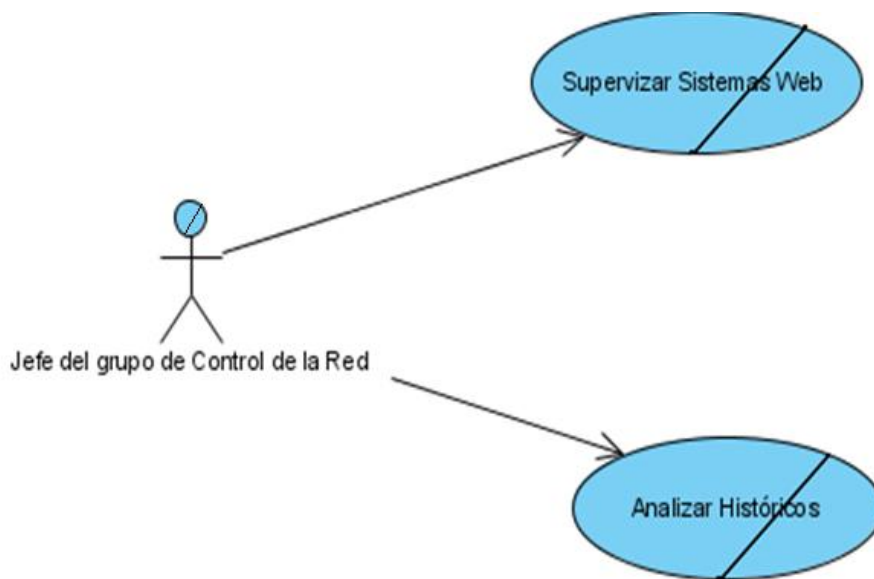 Supervizar Sistemas Web
Jefe del grupo de Control de la Red
Analizar Históricos